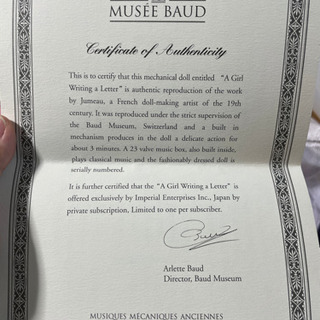 MUSÉE BAUD
Certificate of Authenticity
This is to certify that this mechanical doll entitled "A Girl
Writing a Letter" is authentic reproduction of the work
by Jumeau, a French doll-making artist of the 19th
century. It was reproduced under the strict supervision of
the Baud Museum, Switzerland and a built in
mechanism produces in the doll a delicate action for
about 3 minutes. A 23 valve music box, also built inside,
plays classical music and the fashionably dressed doll is
serially numbered.
It is further certified that the "A Girl Writing a Letter" is
offered exclusively by Imperial Enterprises Inc., Japan by
private subscription, Limited to one per subscriber.
Arlette Baud
Director, Baud Museum
MUSIQUES MÉCANIQUES ANCIENNES